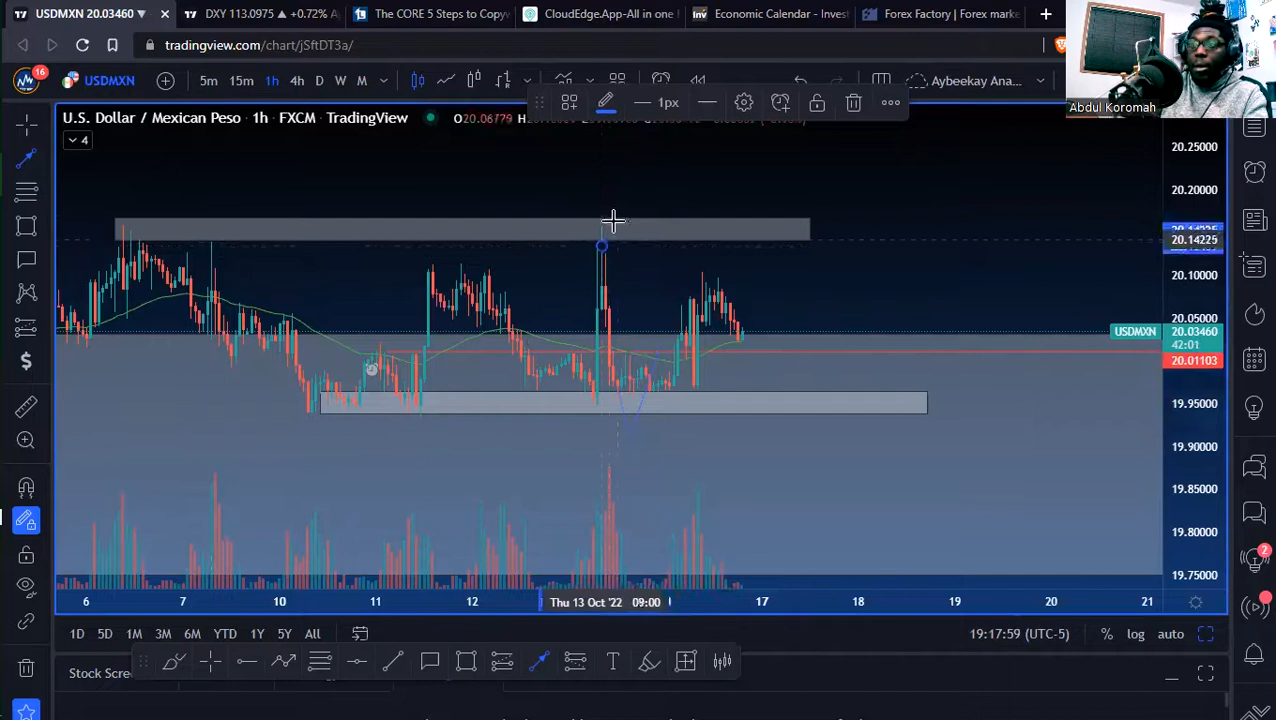 USDMXN 20.03460
DXY 113.0975 ▲ +0.72% A
The CORE 5 Steps to Copy
CloudEdge.App-All in one !
Economic Calendar - Invest
Forex Factory | Forex marke
tradingview.com/chart/jSftDT3a/
Abdul Koromah
16
USDMXN
5m 15m 1h 4h D W M
Aybeekay Ana...
1px
U.S. Dollar / Mexican Peso · 1h · FXCM · TradingView
4
20.25000
20.20000
20.14225
20.10000
20.05000
USDMXN 20.03460
42:01
20.01103
19.95000
19.90000
19.85000
19.80000
19.75000
6 7 10 11 12 Thu 13 Oct '22 09:00 17 18 19 20 21
1D 5D 1M 3M 6M YTD 1Y 5Y All
19:17:59 (UTC-5) % log auto
Stock Scree
2